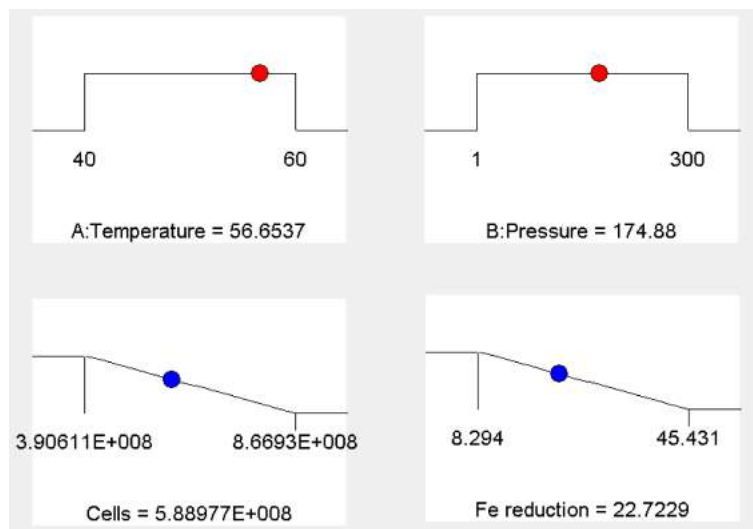 40 60
A:Temperature = 56.6537
1 300
B:Pressure = 174.88
3.90611E+008 8.6693E+008
Cells = 5.88977E+008
8.294 45.431
Fe reduction = 22.7229